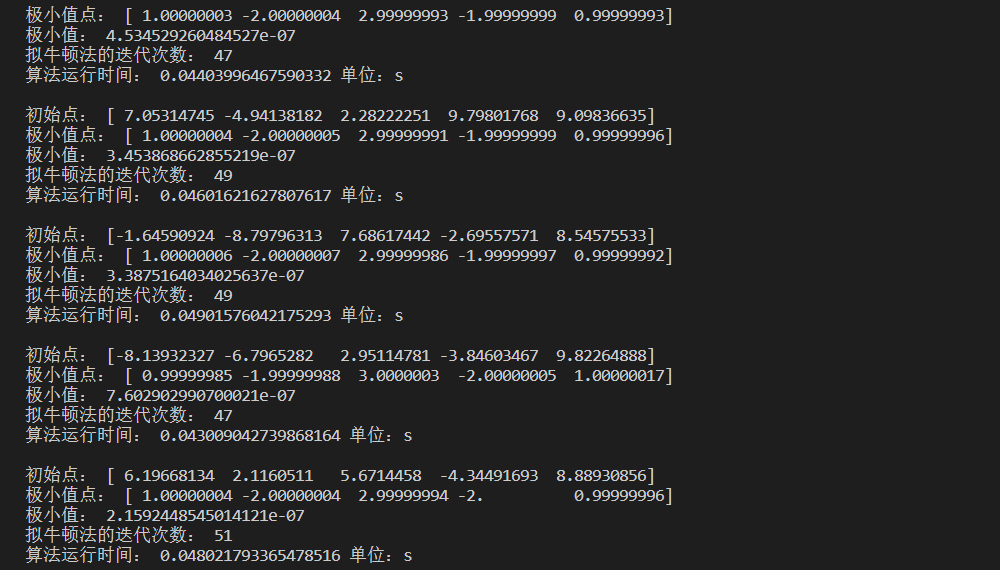 极小值点： [ 1.00000003 -2.00000004  2.99999993 -1.99999999  0.99999993]
极小值： 4.534529260484527e-07
拟牛顿法的迭代次数： 47
算法运行时间： 0.04403996467590332 单位：s
初始点： [ 7.05314745 -4.94138182  2.28222251  9.79801768  9.09836635]
极小值点： [ 1.00000004 -2.00000005  2.99999991 -1.99999999  0.99999996]
极小值： 3.453868662855219e-07
拟牛顿法的迭代次数： 49
算法运行时间： 0.04601621627807617 单位：s
初始点： [-1.64590924 -8.79796313  7.68617442 -2.69557571  8.54575533]
极小值点： [ 1.00000006 -2.00000007  2.99999986 -1.99999997  0.99999992]
极小值： 3.3875164034025637e-07
拟牛顿法的迭代次数： 49
算法运行时间： 0.04901576042175293 单位：s
初始点： [-8.13932327 -6.7965282   2.95114781 -3.84603467  9.82264888]
极小值点： [ 0.99999985 -1.99999988  3.0000003  -2.00000005  1.00000017]
极小值： 7.602902990700021e-07
拟牛顿法的迭代次数： 47
算法运行时间： 0.043009042739868164 单位：s
初始点： [ 6.19668134  2.1160511   5.6714458  -4.34491693  8.88930856]
极小值点： [ 1.00000004 -2.00000004  2.99999994 -2.          0.99999996]
极小值： 2.1592448545014121e-07
拟牛顿法的迭代次数： 51
算法运行时间： 0.048021793365478516 单位：s